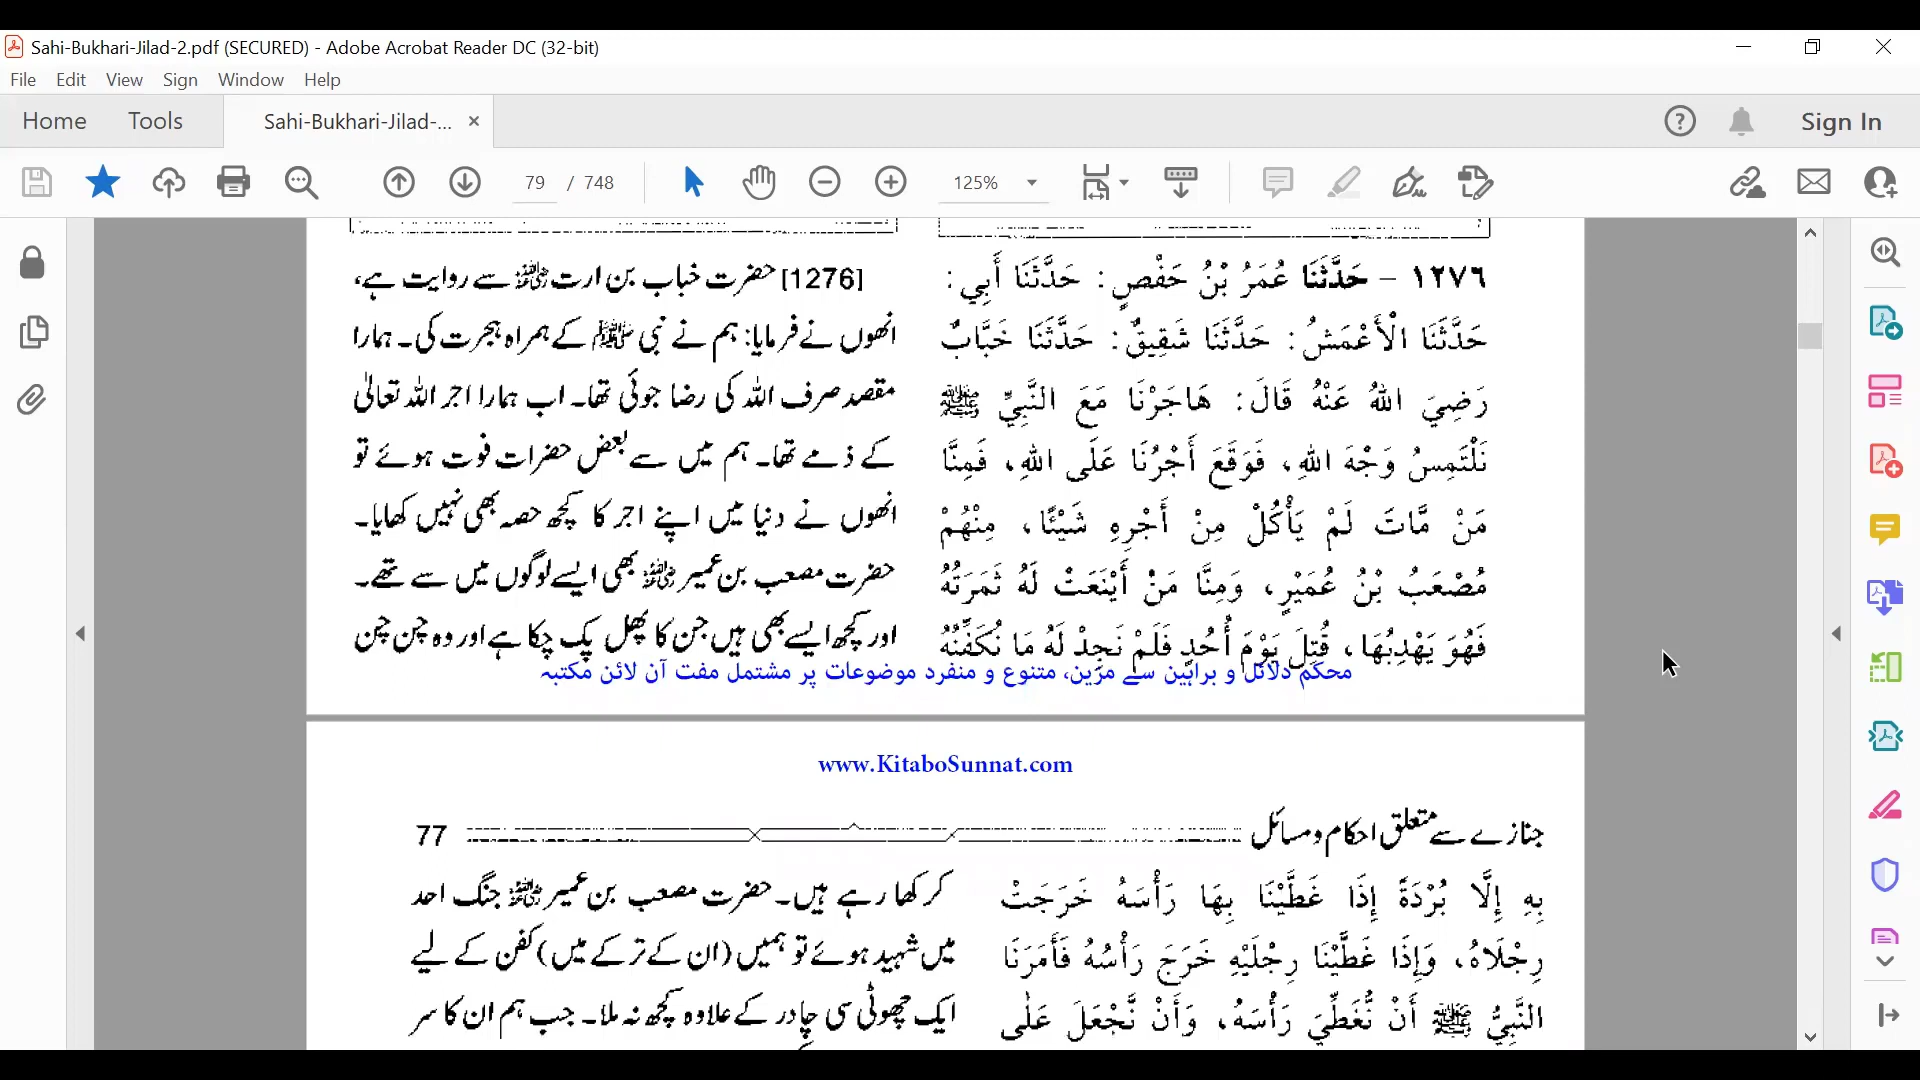 Sahi-Bukhari-Jilad-2.pdf (SECURED) - Adobe Acrobat Reader DC (32-bit)
File Edit View Sign Window Help
Home Tools Sahi-Bukhari-Jilad-... × Sign In
79 / 748 125%
١٢٧٦ - حَدَّثَنَا عُمَرُ بْنُ حَفْصٍ: حَدَّثَنَا أَبِي:
حَدَّثَنَا الْأَعْمَشُ: حَدَّثَنَا شَقِيقٌ: حَدَّثَنَا خَبَّابٌ
رَضِيَ اللهُ عَنْهُ قَالَ: هَاجَرْنَا مَعَ النَّبِيِّ ﷺ
نَلْتَمِسُ وَجْهَ اللهِ، فَوَقَعَ أَجْرُنَا عَلَى اللهِ، فَمِنَّا
مَنْ مَّاتَ لَمْ يَأْكُلْ مِنْ أَجْرِهِ شَيْئًا، مِنْهُمْ
مُصْعَبُ بْنُ عُمَيْرٍ، وَمِنَّا مَنْ أَيْنَعَتْ لَهُ ثَمَرَتُهُ
فَهُوَ يَهْدِبُهَا، قُتِلَ يَوْمَ أُحُدٍ فَلَمْ نَجِدْ لَهُ مَا نُكَفِّنُهُ
[1276] حضرت خباب بن ارت رضی اللہ عنہ سے روایت ہے،
انھوں نے فرمایا: ہم نے نبی ﷺ کے ہمراہ ہجرت کی۔ ہمارا
مقصد صرف اللہ کی رضا جوئی تھا۔ اب ہمارا اجر اللہ تعالیٰ
کے ذمے تھا۔ ہم میں سے بعض حضرات فوت ہوئے تو
انھوں نے دنیا میں اپنے اجر کا کچھ حصہ بھی نہیں کھایا۔
حضرت مصعب بن عمیر رضی اللہ عنہ بھی ایسے لوگوں میں سے تھے۔
اور کچھ ایسے بھی ہیں جن کا پھل پک چکا ہے اور وہ چن چن
محکم دلائل و براہین سے مزین، متنوع و منفرد موضوعات پر مشتمل مفت آن لائن مکتبہ
www.KitaboSunnat.com
جنازے سے متعلق احکام و مسائل 77
بِهِ إِلَّا بُرْدَةً إِذَا غَطَّيْنَا بِهَا رَأْسَهُ خَرَجَتْ
رِجْلَاهُ، وَإِذَا غَطَّيْنَا رِجْلَيْهِ خَرَجَ رَأْسُهُ فَأَمَرَنَا
النَّبِيُّ ﷺ أَنْ نُّغَطِّيَ رَأْسَهُ، وَأَنْ نَّجْعَلَ عَلَى
کر کھا رہے ہیں۔ حضرت مصعب بن عمیر رضی اللہ عنہ جنگ احد
میں شہید ہوئے تو ہمیں (ان کے ترکے میں) کفن کے لیے
ایک چھوٹی سی چادر کے علاوہ کچھ نہ ملا۔ جب ہم ان کا سر